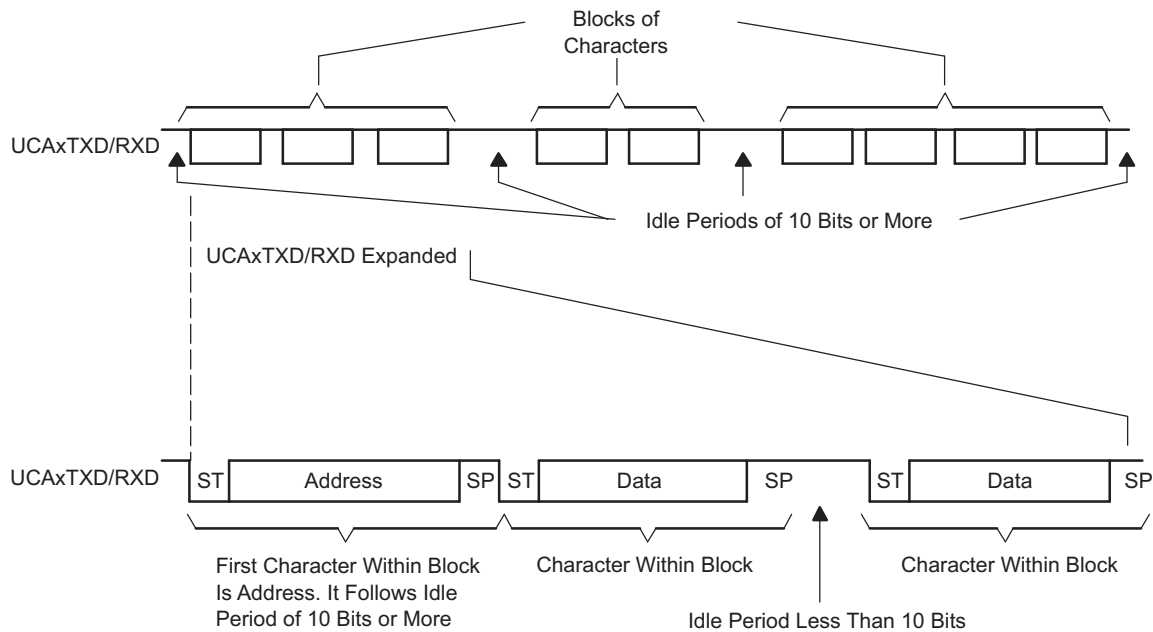 Blocks of
Characters
UCAxTXD/RXD
Idle Periods of 10 Bits or More
UCAxTXD/RXD Expanded
UCAxTXD/RXD
ST
Address
SP
ST
Data
SP
ST
Data
SP
First Character Within Block
Is Address. It Follows Idle
Period of 10 Bits or More
Character Within Block
Character Within Block
Idle Period Less Than 10 Bits